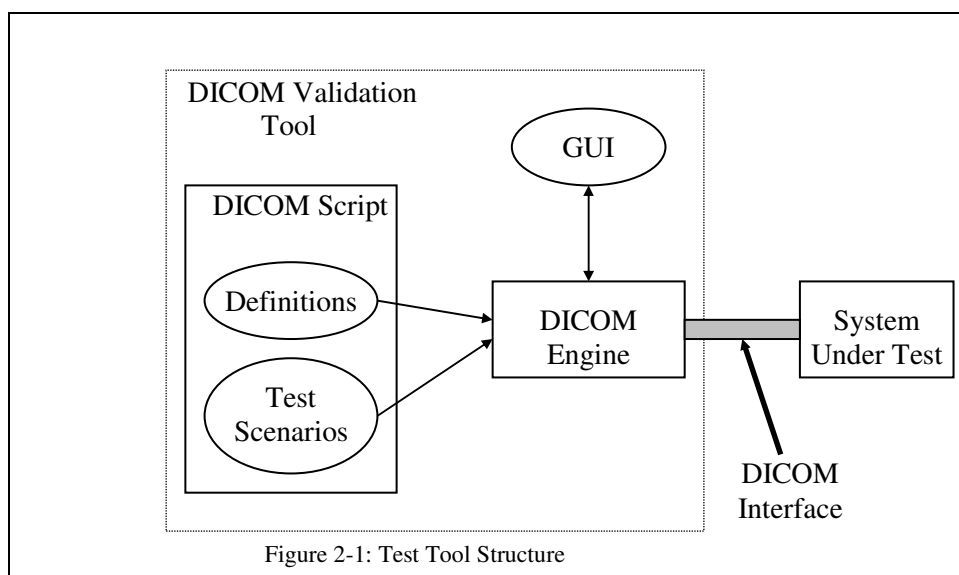 DICOM Validation
Tool
GUI
DICOM Script
Definitions
Test
Scenarios
DICOM
Engine
System
Under Test
DICOM
Interface
Figure 2-1: Test Tool Structure